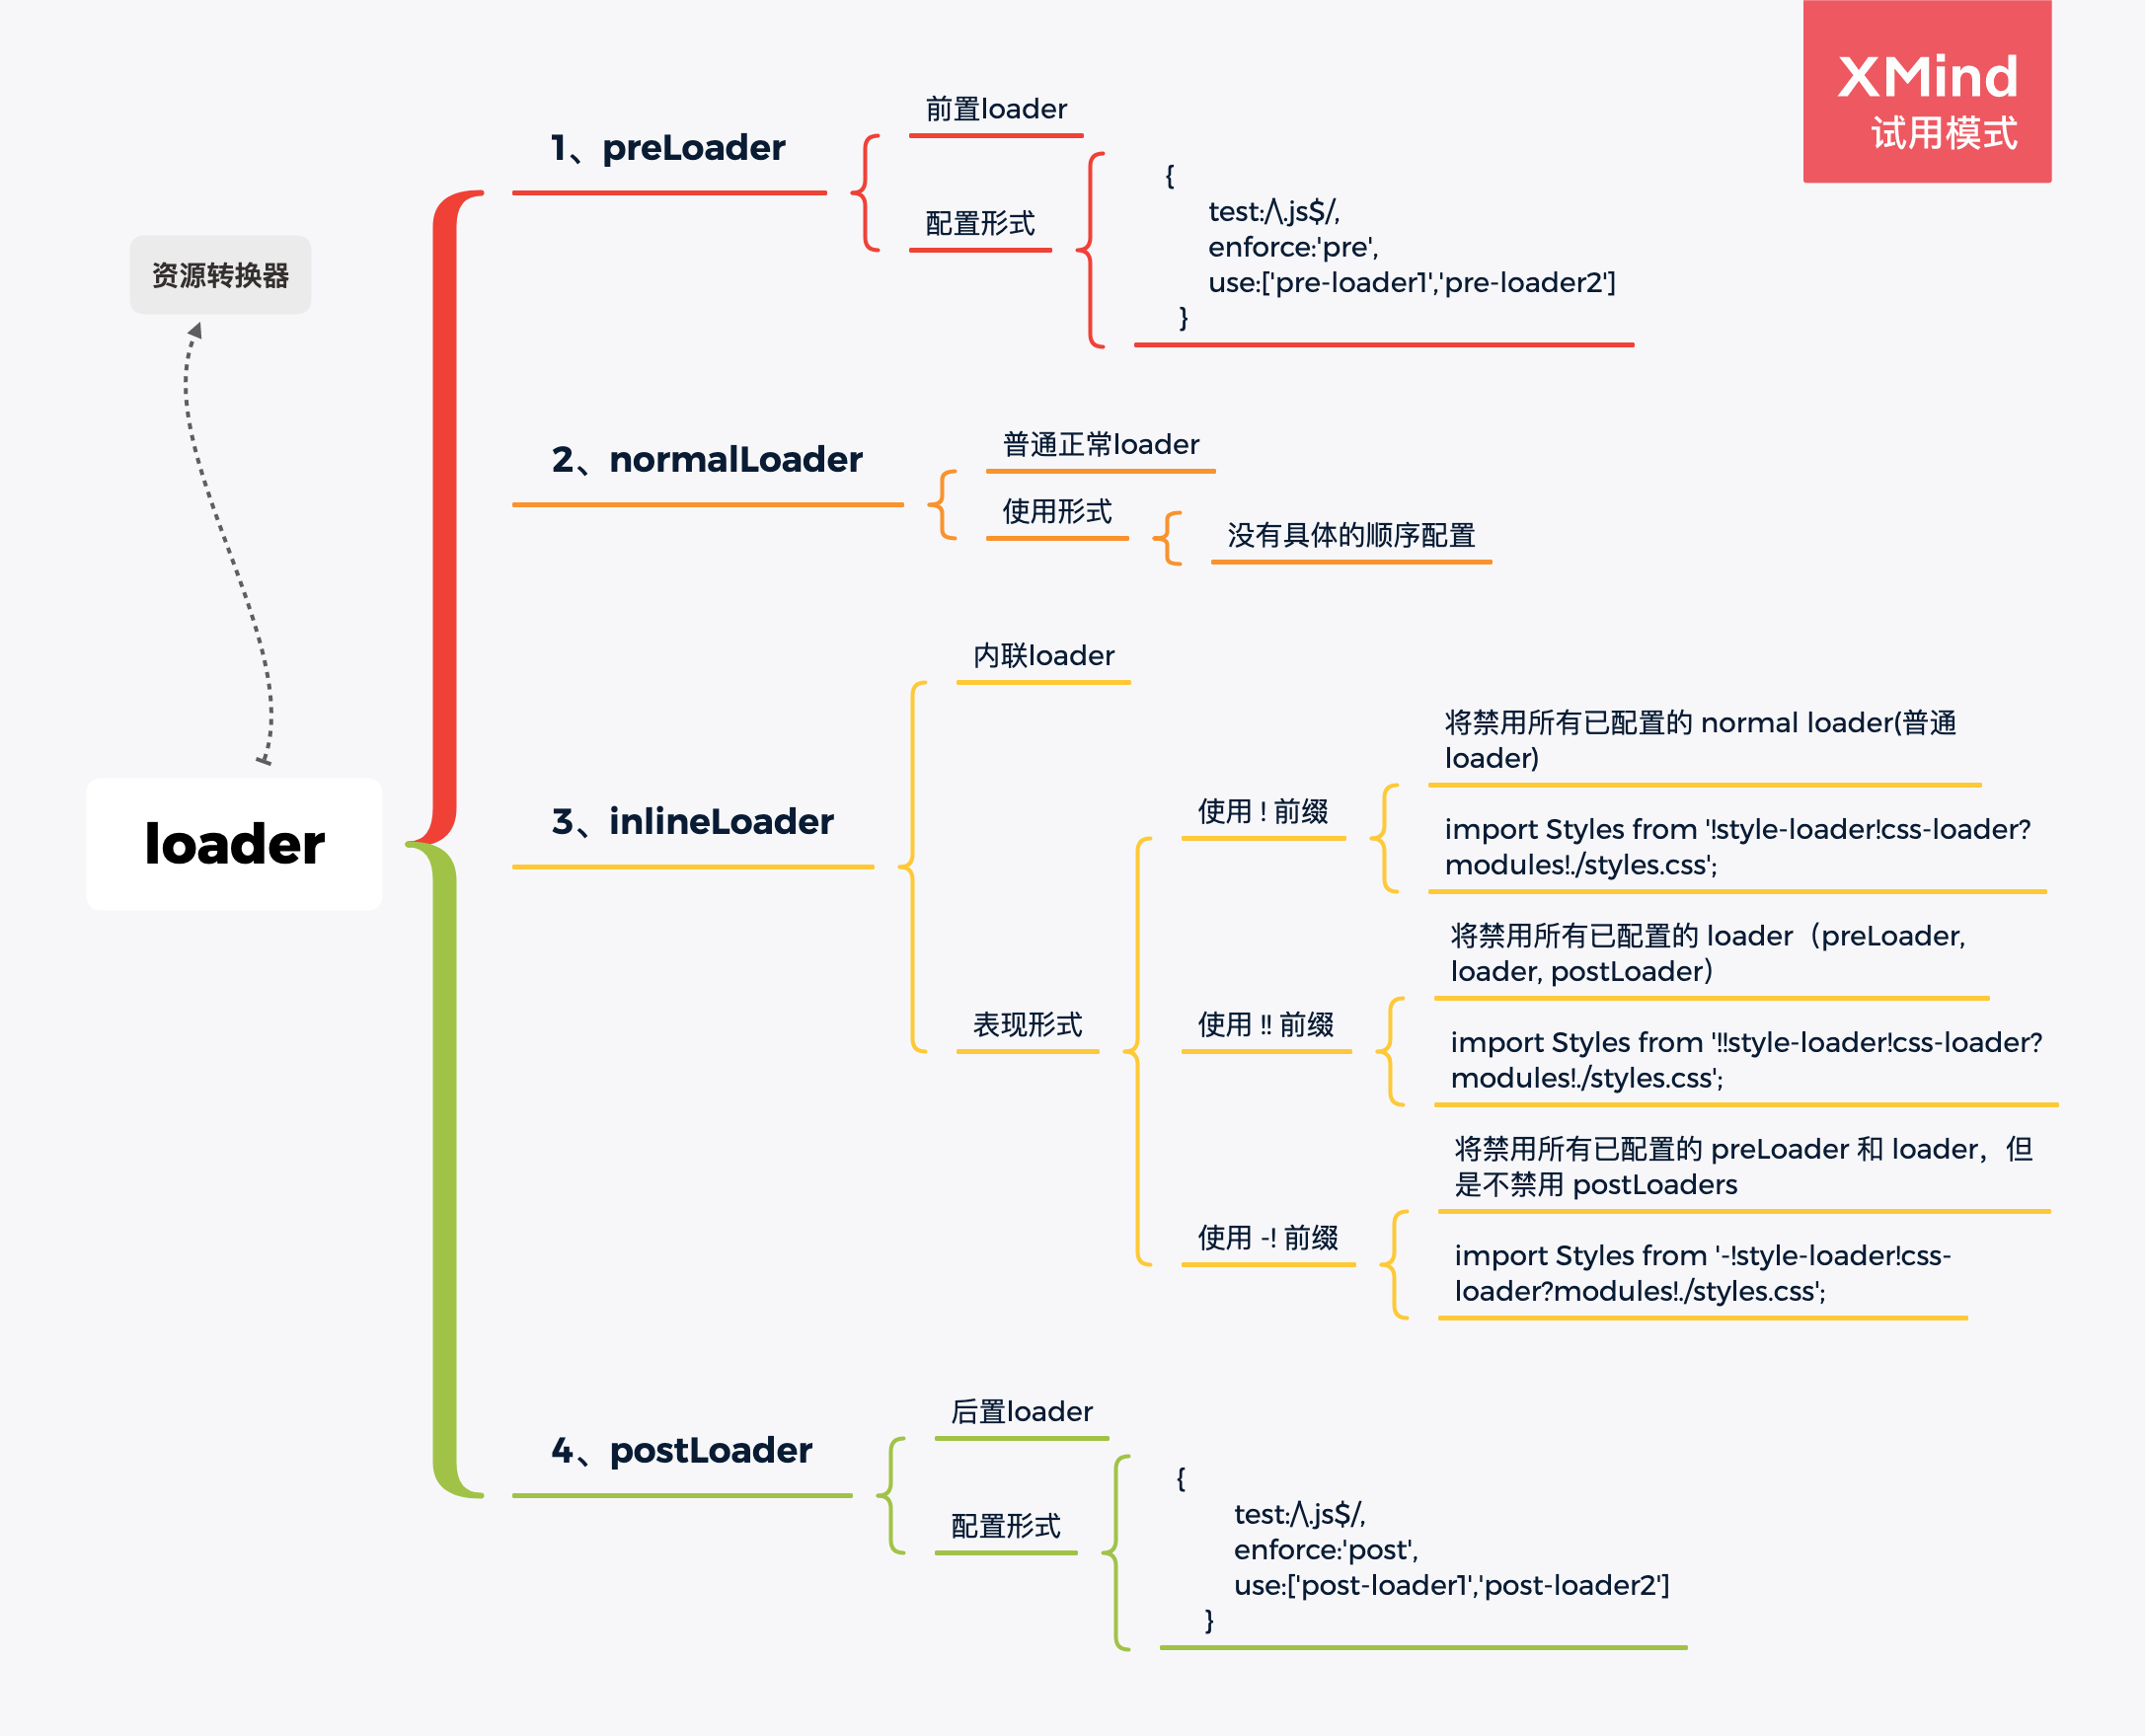 XMind
试用模式
资源转换器
loader
1、preLoader
前置loader
配置形式
{
test:/\.js$/,
enforce:'pre',
use:['pre-loader1','pre-loader2']
}
2、normalLoader
普通正常loader
使用形式
没有具体的顺序配置
3、inlineLoader
内联loader
表现形式
使用 ! 前缀
将禁用所有已配置的 normal loader(普通
loader)
import Styles from '!style-loader!css-loader?
modules!./styles.css';
使用 !! 前缀
将禁用所有已配置的 loader（preLoader,
loader, postLoader）
import Styles from '!!style-loader!css-loader?
modules!./styles.css';
使用 -! 前缀
将禁用所有已配置的 preLoader 和 loader，但
是不禁用 postLoaders
import Styles from '-!style-loader!css-
loader?modules!./styles.css';
4、postLoader
后置loader
配置形式
{
test:/\.js$/,
enforce:'post',
use:['post-loader1','post-loader2']
}